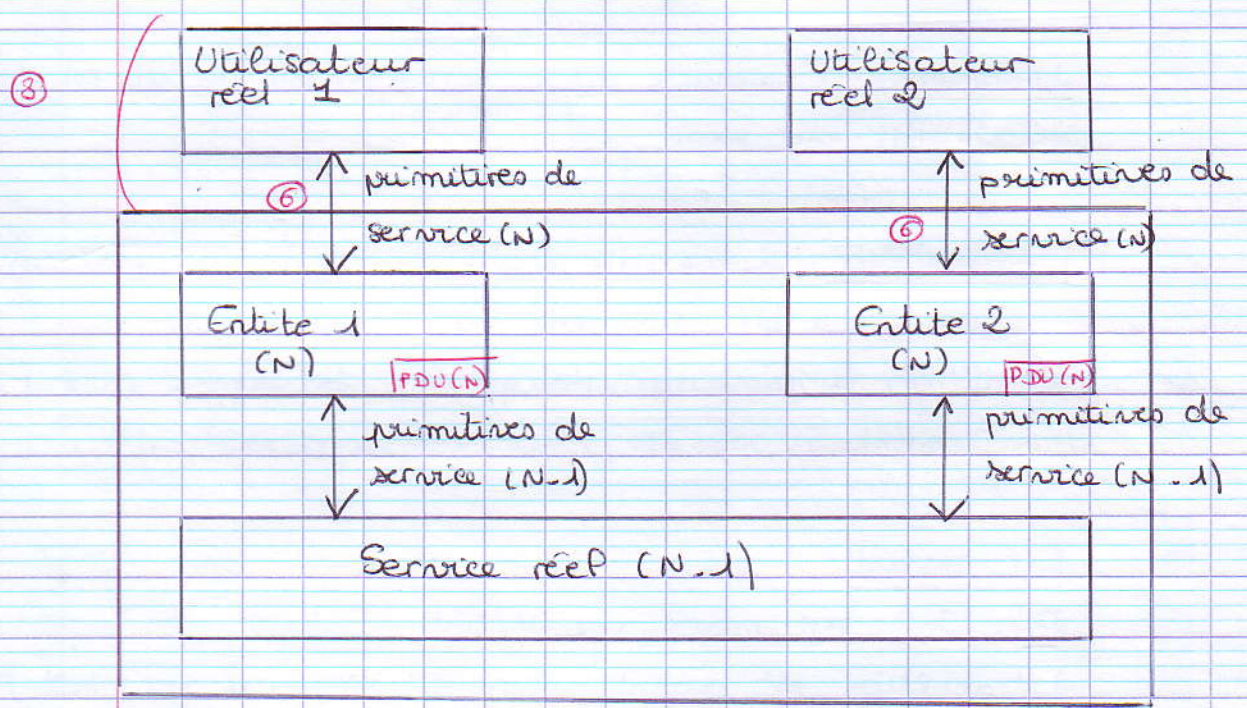 ③
Utilisateur
réel 1
Utilisateur
réel 2
⑥
primitives de
service (N)
⑥
primitives de
service (N)
Entite 1
(N)
PDU (N)
Entite 2
(N)
PDU (N)
primitives de
service (N-1)
primitives de
service (N-1)
Service réel (N-1)